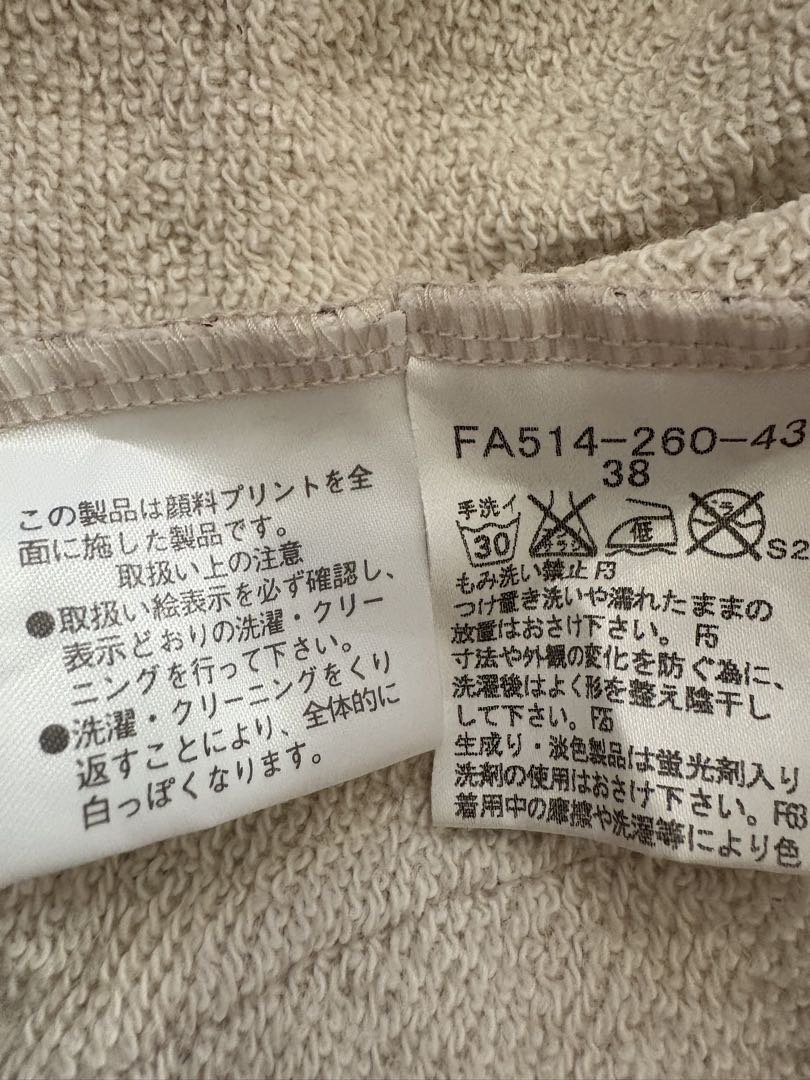 この製品は顔料プリントを全
面に施した製品です。
取扱い上の注意
●取扱い絵表示を必ず確認し、
表示どおりの洗濯・クリー
ニングを行って下さい。
●洗濯・クリーニングをくり
返すことにより、全体的に
白っぽくなります。
FA514-260-43
38
手洗イ
30
エンソサラシ
低
ドライ
S2
もみ洗い禁止 F3
つけ置き洗いや濡れたままの
放置はおさけ下さい。 F5
寸法や外観の変化を防ぐ為に、
洗濯後はよく形を整え陰干し
して下さい。F25
生成り・淡色製品は蛍光剤入り
洗剤の使用はおさけ下さい。F63
着用中の摩擦や洗濯等により色